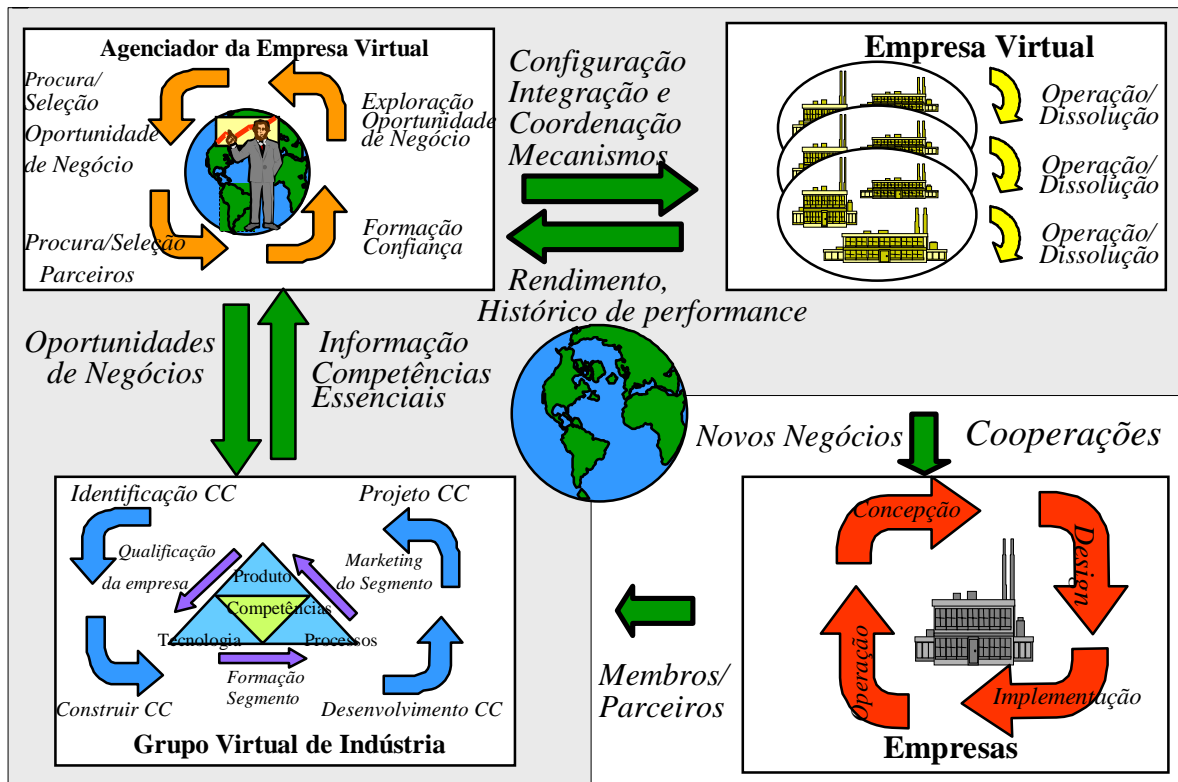 Agenciador da Empresa Virtual
Procura/
Seleção
Oportunidade
de Negócio
Exploração
Oportunidade
de Negócio
Procura/Seleção
Parceiros
Formação
Confiança
Configuração
Integração e
Coordenação
Mecanismos
Rendimento,
Histórico de performance
Empresa Virtual
Operação/
Dissolução
Operação/
Dissolução
Operação/
Dissolução
Oportunidades
de Negócios
Informação
Competências
Essenciais
Novos Negócios
Cooperações
Identificação CC
Projeto CC
Qualificação
da empresa
Marketing
do Segmento
Produto
Competências
Tecnologia
Processos
Formação
Segmento
Construir CC
Desenvolvimento CC
Grupo Virtual de Indústria
Membros/
Parceiros
Concepção
Design
Operação
Implementação
Empresas